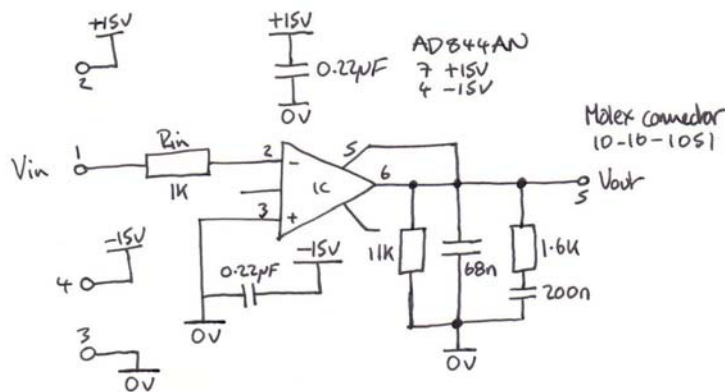 +15V
2
+15V
0.22µF
0V
AD844AN
7 +15V
4 -15V
Molex connector
10-10-1051
Vin
1
Rin
1K
2
-
3
+
IC
5
6
Vout
5
-15V
4
0.22µF
-15V
0V
11K
68n
1.6K
200n
0V
3
0V